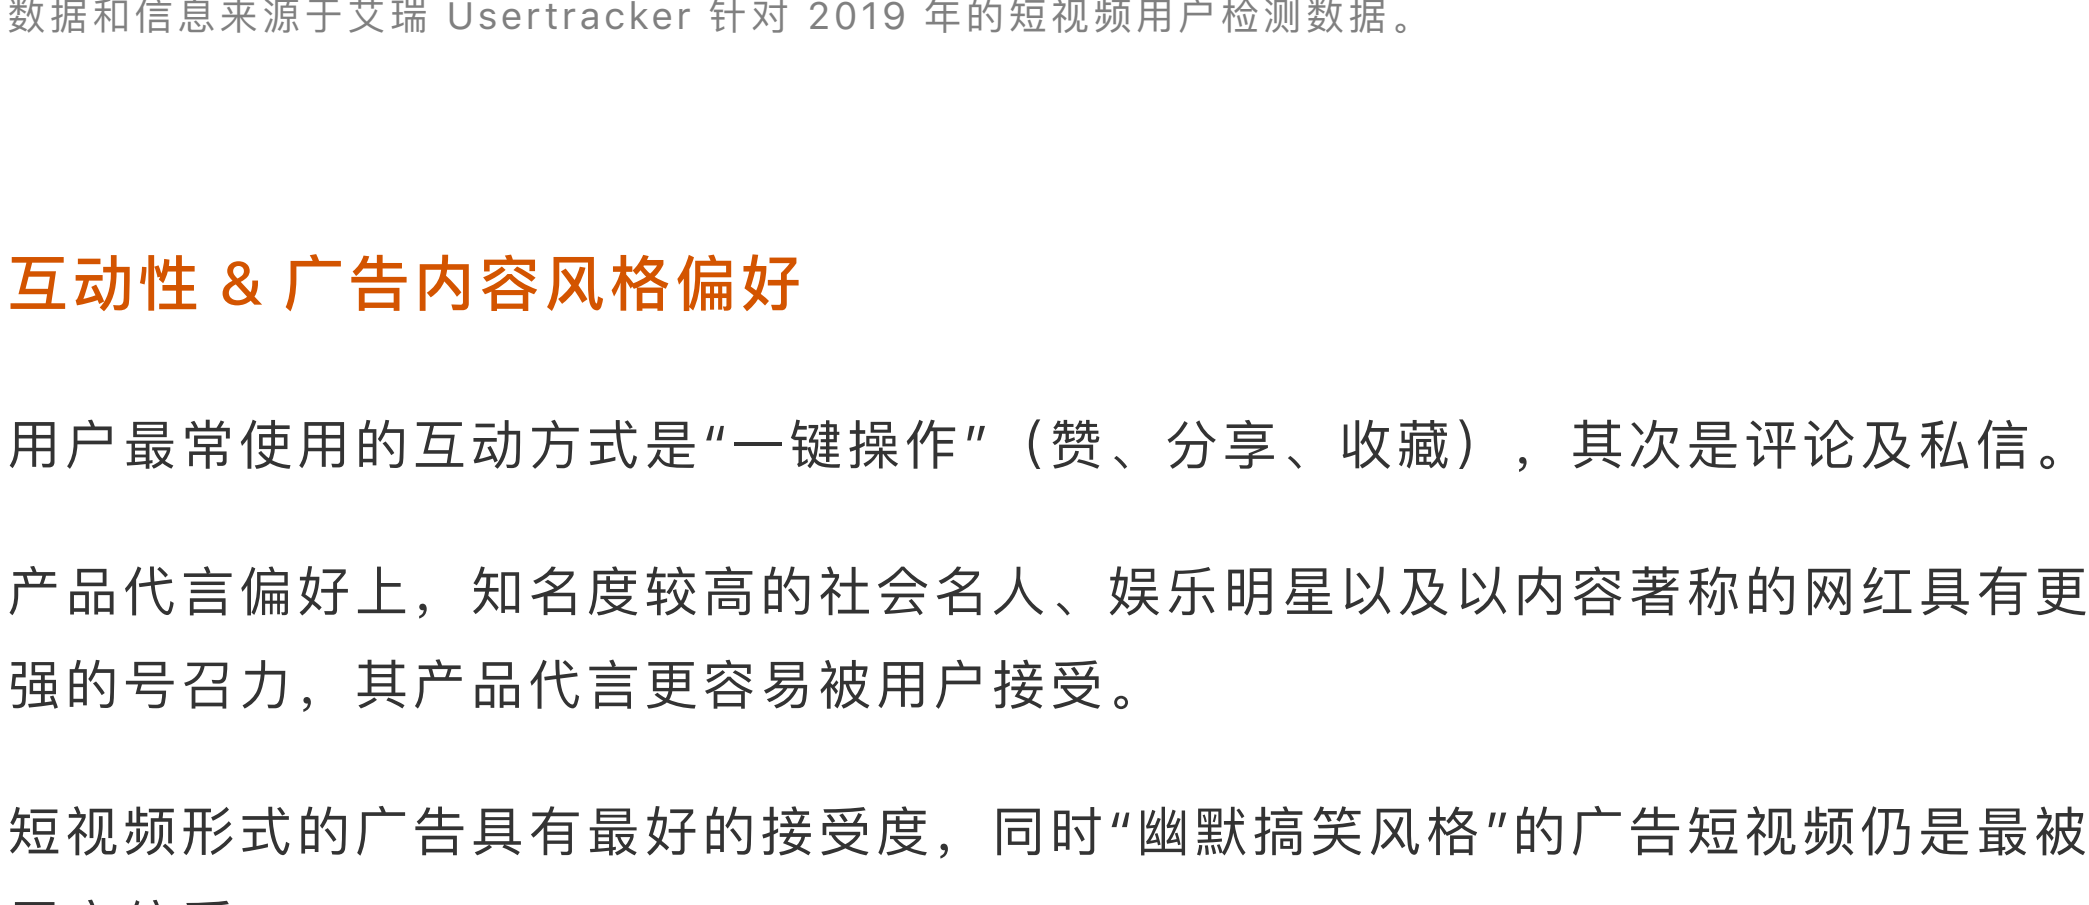 数据和信息来源于艾瑞 Usertracker 针对 2019 年的短视频用户检测数据。
互动性 & 广告内容风格偏好
用户最常使用的互动方式是“一键操作”（赞、分享、收藏），其次是评论及私信。
产品代言偏好上，知名度较高的社会名人、娱乐明星以及以内容著称的网红具有更
强的号召力，其产品代言更容易被用户接受。
短视频形式的广告具有最好的接受度，同时“幽默搞笑风格”的广告短视频仍是最被